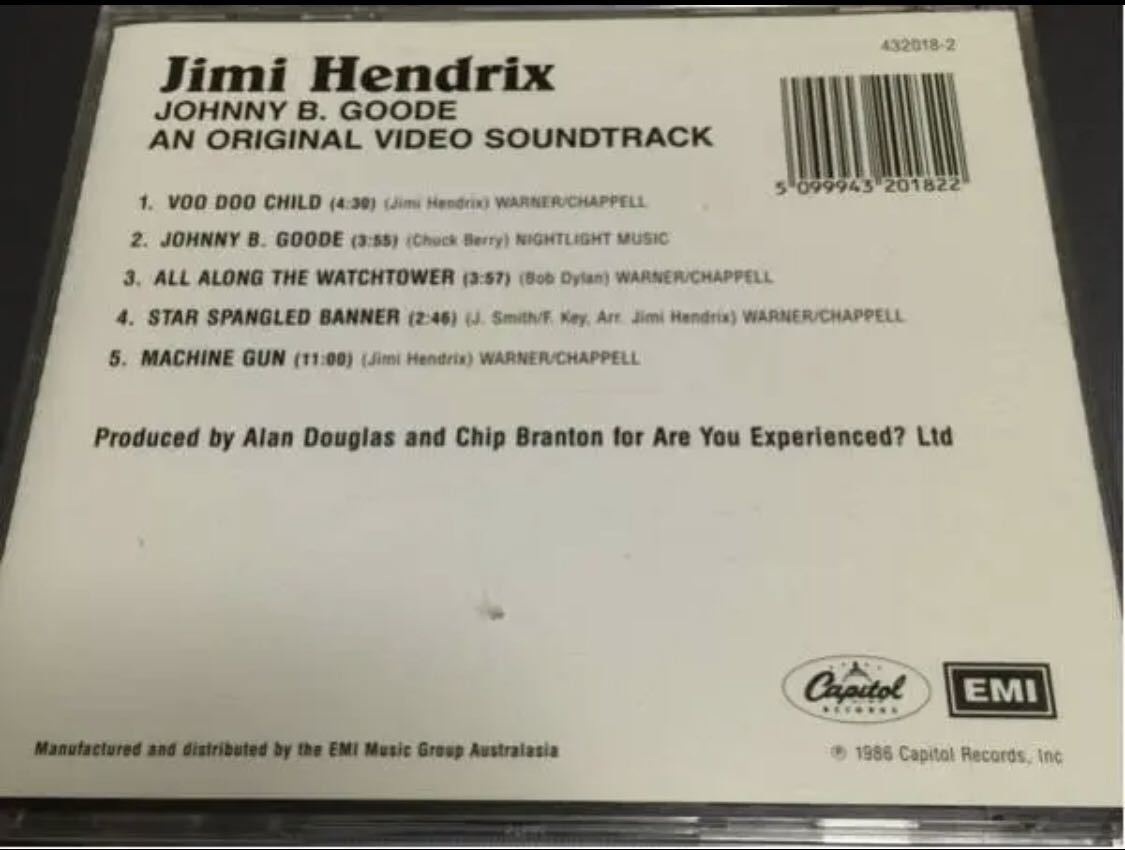 432018-2
Jimi Hendrix
JOHNNY B. GOODE
AN ORIGINAL VIDEO SOUNDTRACK
5 099943 201822
1. VOO DOO CHILD (4:30) (Jimi Hendrix) WARNER/CHAPPELL
2. JOHNNY B. GOODE (3:55) (Chuck Berry) NIGHTLIGHT MUSIC
3. ALL ALONG THE WATCHTOWER (3:57) (Bob Dylan) WARNER/CHAPPELL
4. STAR SPANGLED BANNER (2:46) (J. Smith/F. Key, Arr. Jimi Hendrix) WARNER/CHAPPELL
5. MACHINE GUN (11:00) (Jimi Hendrix) WARNER/CHAPPELL
Produced by Alan Douglas and Chip Branton for Are You Experienced? Ltd
Capitol
RECORDS
EMI
Manufactured and distributed by the EMI Music Group Australasia
℗ 1986 Capitol Records, Inc